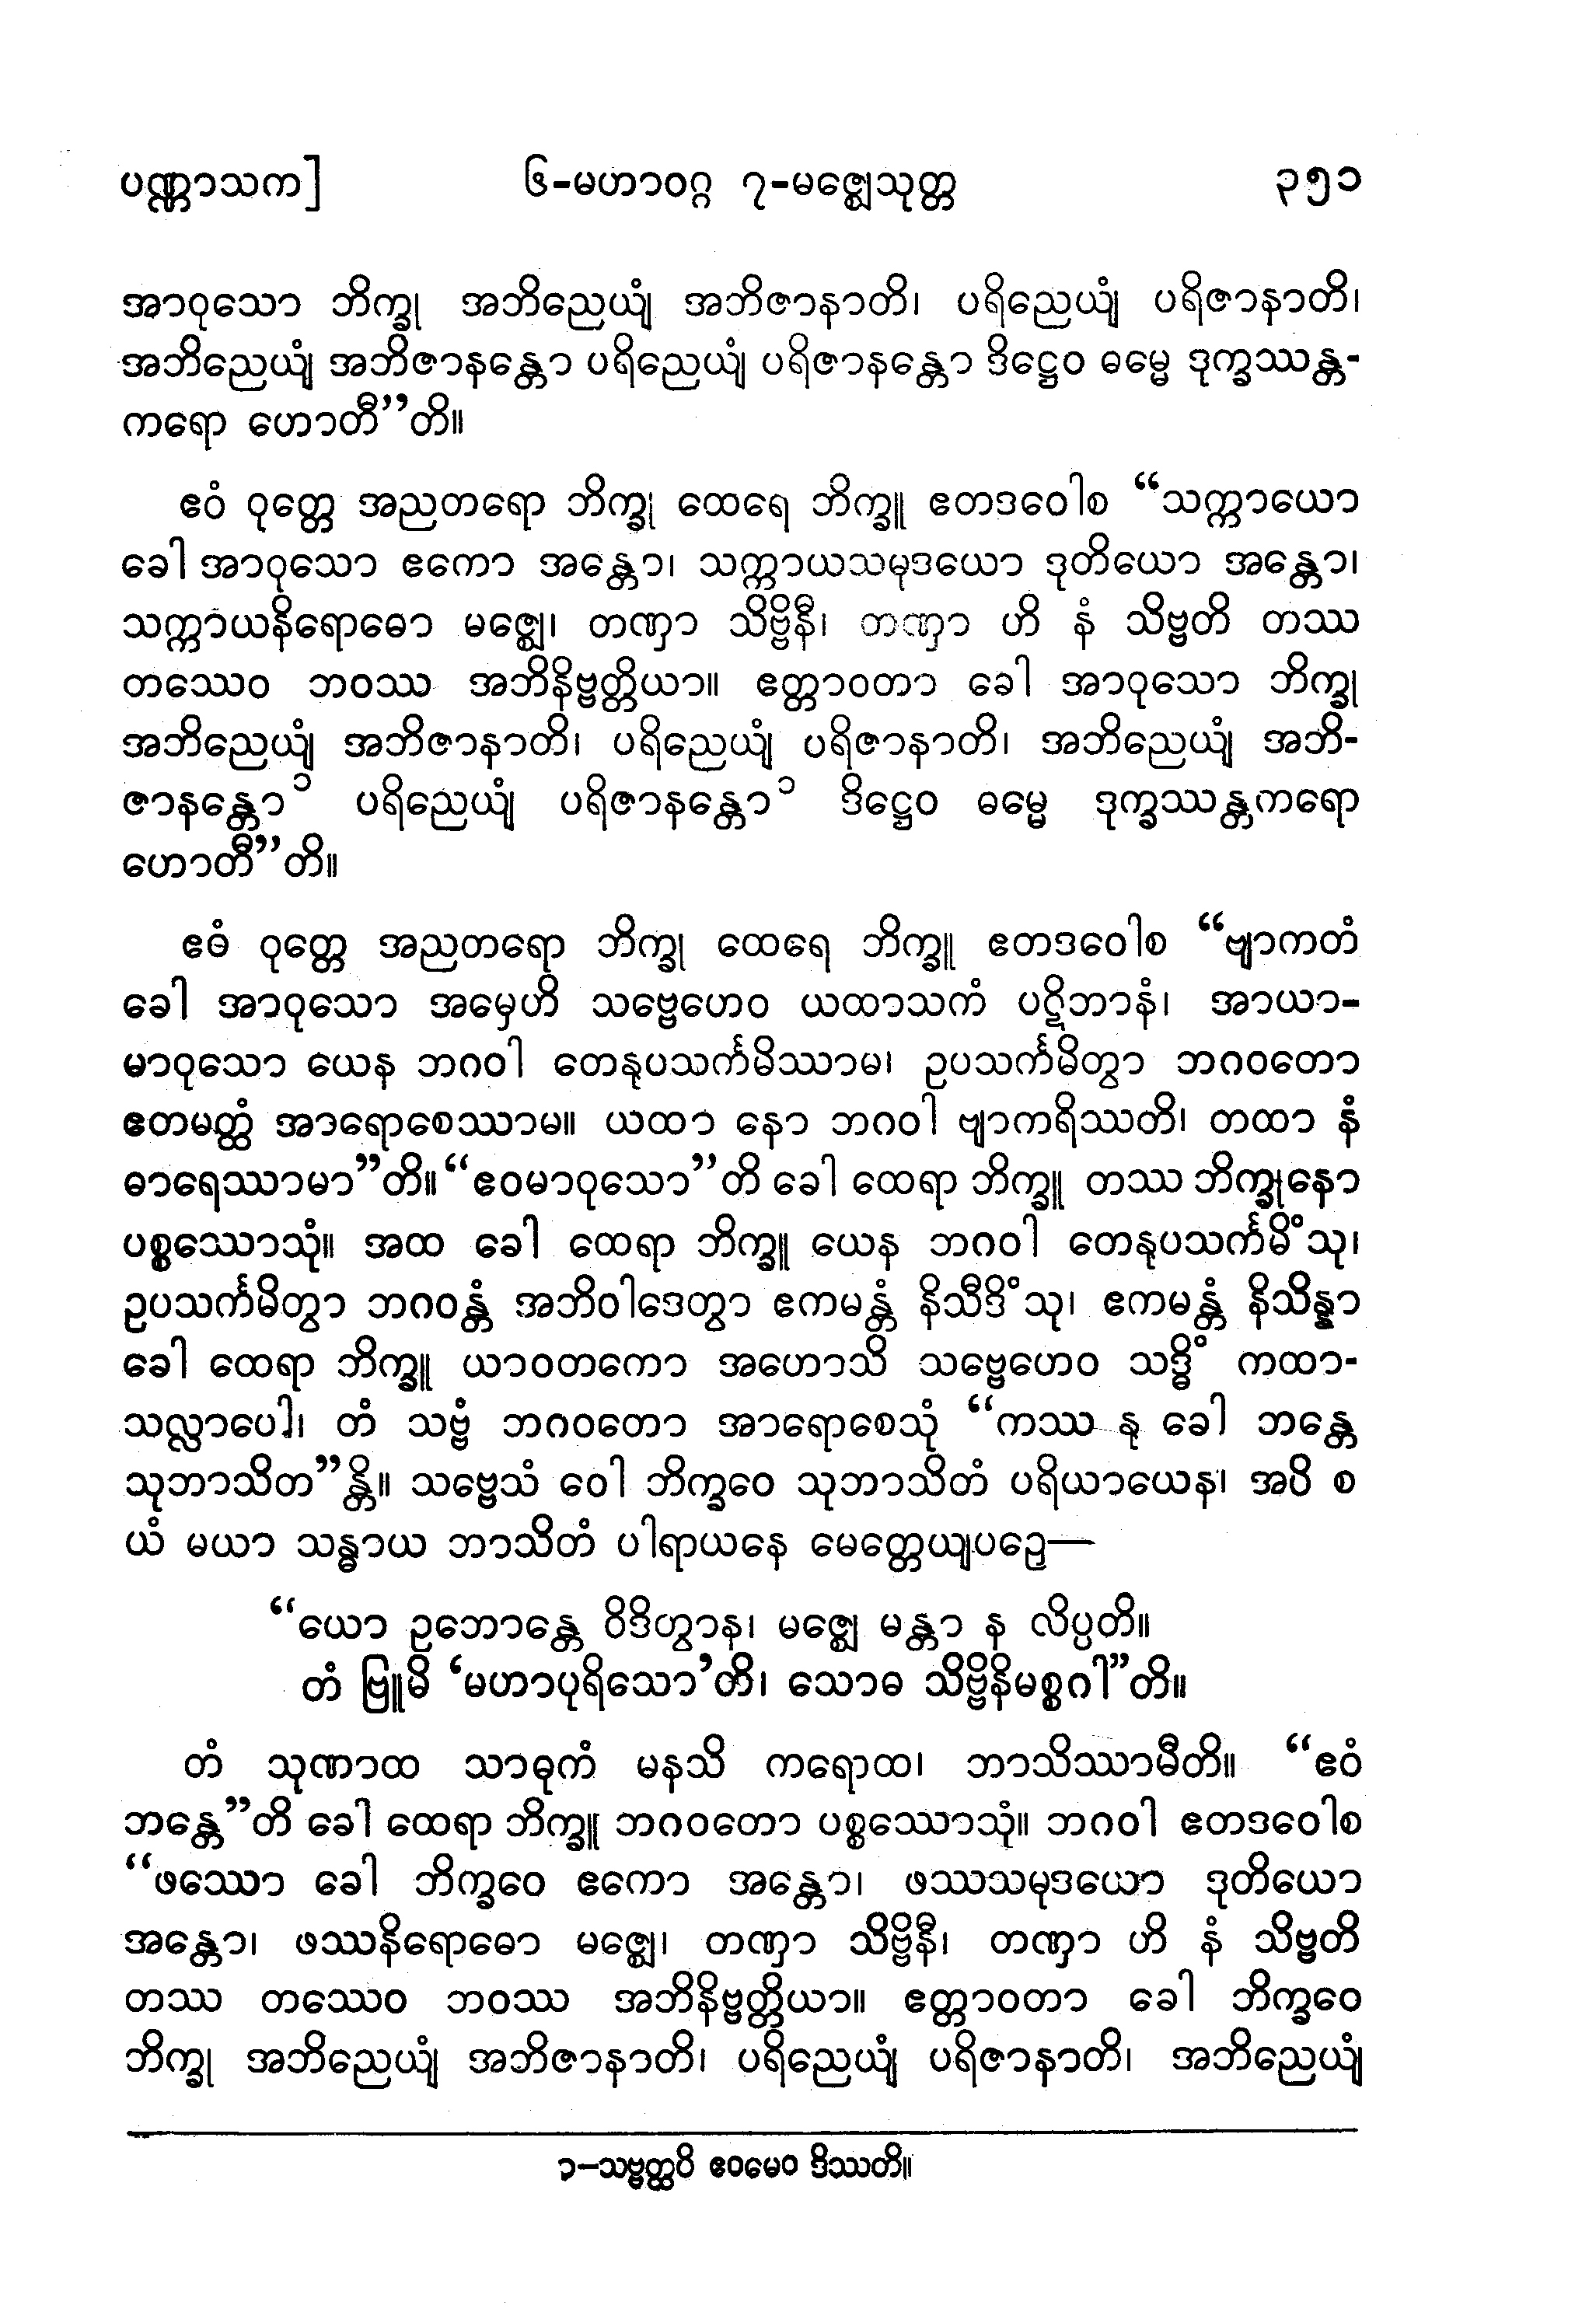 ပဏ္ဏာသက]	၆-မဟာဝဂ္ဂ ၇-မဇ္ဈေသုတ္တ	၃၅၁
အာဝုသော ဘိက္ခု အဘိညေယျံ အဘိဇာနာတိ၊ ပရိညေယျံ ပရိဇာနာတိ၊
အဘိညေယျံ အဘိဇာနန္တော ပရိညေယျံ ပရိဇာနန္တော ဒိဋ္ဌေဝ ဓမ္မေ ဒုက္ခဿန္တ-
ကရော ဟောတီ”တိ။
ဧဝံ ဝုတ္တေ အညတရော ဘိက္ခု ထေရေ ဘိက္ခူ ဧတဒဝေါစ “သက္ကာယော
ခေါ အာဝုသော ဧကော အန္တော၊ သက္ကာယသမုဒယော ဒုတိယော အန္တော၊
သက္ကာယနိရောဓော မဇ္ဈေ၊ တဏှာ သိဗ္ဗိနီ၊ တဏှာ ဟိ နံ သိဗ္ဗတိ တဿ
တဿေဝ ဘဝဿ အဘိနိဗ္ဗတ္တိယာ။ ဧတ္တာဝတာ ခေါ အာဝုသော ဘိက္ခု
အဘိညေယျံ အဘိဇာနာတိ၊ ပရိညေယျံ ပရိဇာနာတိ၊ အဘိညေယျံ အဘိ-
ဇာနန္တော၁ ပရိညေယျံ ပရိဇာနန္တော၁ ဒိဋ္ဌေဝ ဓမ္မေ ဒုက္ခဿန္တကရော
ဟောတီ”တိ။
ဧဝံ ဝုတ္တေ အညတရော ဘိက္ခု ထေရေ ဘိက္ခူ ဧတဒဝေါစ “ဗျာကတံ
ခေါ အာဝုသော အမှေဟိ သဗ္ဗေဟေဝ ယထာသကံ ပဋိဘာနံ၊ အာယာ-
မာဝုသော ယေန ဘဂဝါ တေနုပသင်္ကမိဿာမ၊ ဥပသင်္ကမိတွာ ဘဂဝတော
ဧတမတ္ထံ အာရောစေဿာမ။ ယထာ နော ဘဂဝါ ဗျာကရိဿတိ၊ တထာ နံ
ဓာရေဿာမာ”တိ။ “ဧဝမာဝုသော”တိ ခေါ ထေရာ ဘိက္ခူ တဿ ဘိက္ခုနော
ပစ္စဿောသုံ။ အထ ခေါ ထေရာ ဘိက္ခူ ယေန ဘဂဝါ တေနုပသင်္ကမိံသု၊
ဥပသင်္ကမိတွာ ဘဂဝန္တံ အဘိဝါဒေတွာ ဧကမန္တံ နိသီဒိံသု၊ ဧကမန္တံ နိသိန္နာ
ခေါ ထေရာ ဘိက္ခူ ယာဝတကော အဟောသိ သဗ္ဗေဟေဝ သဒ္ဓိံ ကထာ-
သလ္လာပေါ၊ တံ သဗ္ဗံ ဘဂဝတော အာရောစေသုံ “ကဿ နု ခေါ ဘန္တေ
သုဘာသိတ”န္တိ။ သဗ္ဗေသံ ဝေါ ဘိက္ခဝေ သုဘာသိတံ ပရိယာယေန၊ အပိ စ
ယံ မယာ သန္ဓာယ ဘာသိတံ ပါရာယနေ မေတ္တေယျပဉှေ—
“ယော ဥဘောန္တေ ဝိဒိတွာန၊ မဇ္ဈေ မန္တာ န လိပ္ပတိ။
တံ ဗြူမိ ‘မဟာပုရိသော’တိ၊ သောဓ သိဗ္ဗိနိမစ္စဂါ”တိ။
တံ သုဏာထ သာဓုကံ မနသိ ကရောထ၊ ဘာသိဿာမီတိ။ “ဧဝံ
ဘန္တေ”တိ ခေါ ထေရာ ဘိက္ခူ ဘဂဝတော ပစ္စဿောသုံ။ ဘဂဝါ ဧတဒဝေါစ
“ဖဿော ခေါ ဘိက္ခဝေ ဧကော အန္တော၊ ဖဿသမုဒယော ဒုတိယော
အန္တော၊ ဖဿနိရောဓော မဇ္ဈေ၊ တဏှာ သိဗ္ဗိနီ၊ တဏှာ ဟိ နံ သိဗ္ဗတိ
တဿ တဿေဝ ဘဝဿ အဘိနိဗ္ဗတ္တိယာ။ ဧတ္တာဝတာ ခေါ ဘိက္ခဝေ
ဘိက္ခု အဘိညေယျံ အဘိဇာနာတိ၊ ပရိညေယျံ ပရိဇာနာတိ၊ အဘိညေယျံ
၁-သဗ္ဗတ္ထပိ ဧဝမေဝ ဒိဿတိ။